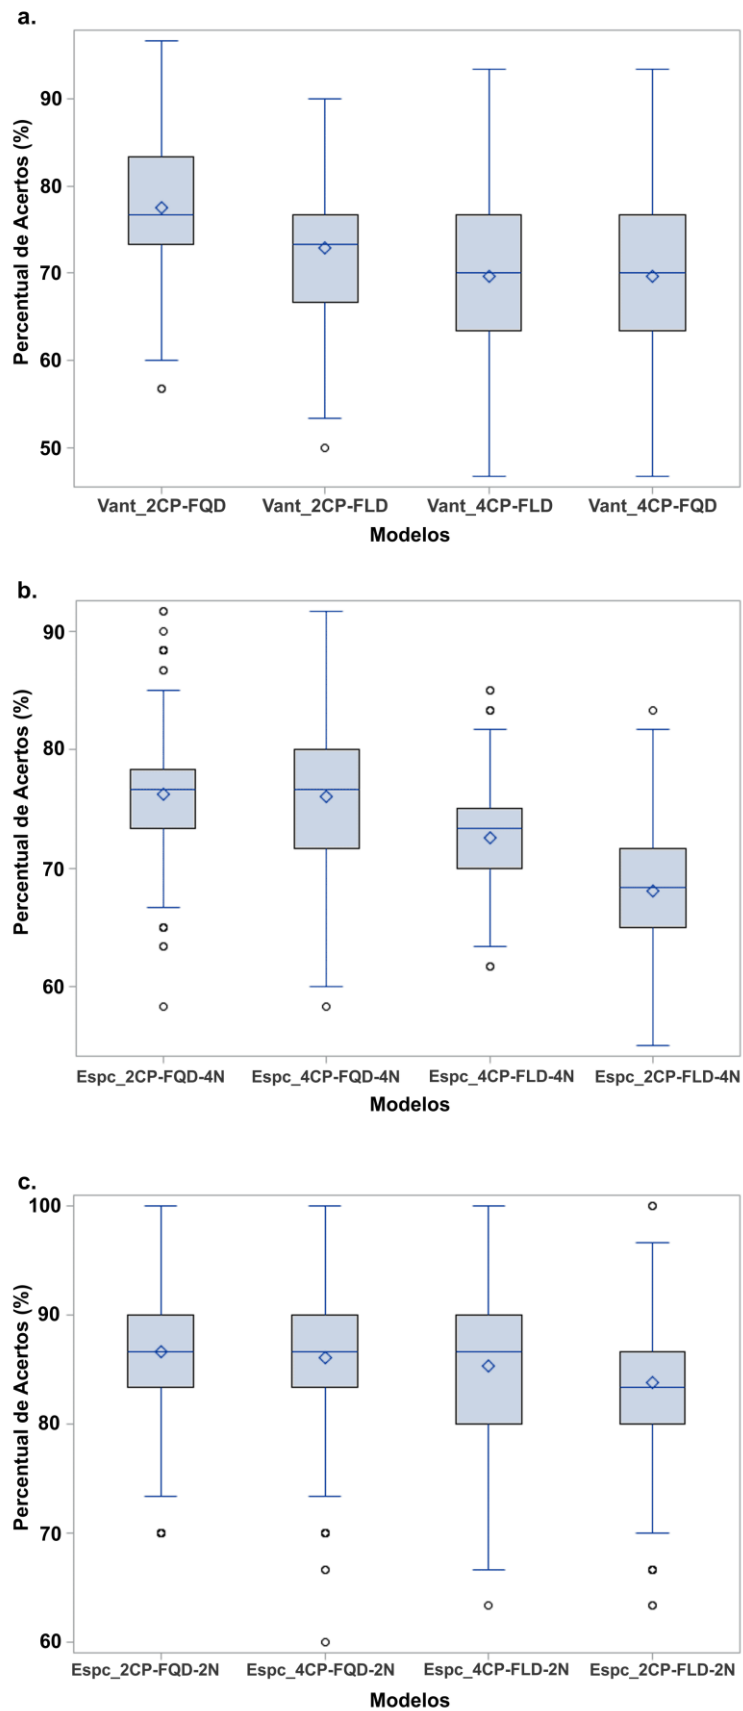 a.
Percentual de Acertos (%)
90
80
70
60
50
Vant_2CP-FQD Vant_2CP-FLD Vant_4CP-FLD Vant_4CP-FQD
Modelos
b.
Percentual de Acertos (%)
90
80
70
60
Espc_2CP-FQD-4N Espc_4CP-FQD-4N Espc_4CP-FLD-4N Espc_2CP-FLD-4N
Modelos
c.
Percentual de Acertos (%)
100
90
80
70
60
Espc_2CP-FQD-2N Espc_4CP-FQD-2N Espc_4CP-FLD-2N Espc_2CP-FLD-2N
Modelos